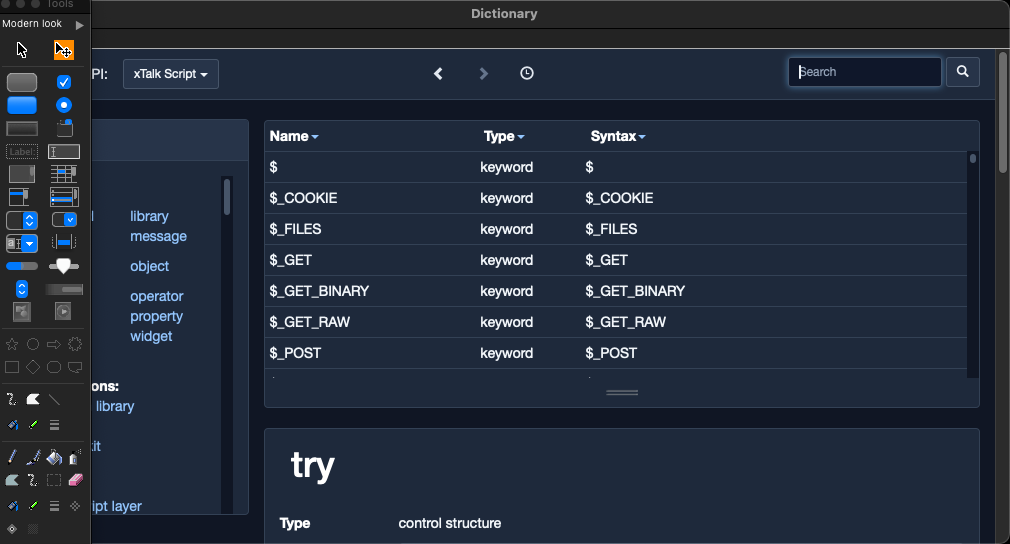 Tools
Dictionary
Modern look
PI:
xTalk Script
Search
Name
Type
Syntax
$
keyword
$
$_COOKIE
keyword
$_COOKIE
$_FILES
keyword
$_FILES
$_GET
keyword
$_GET
$_GET_BINARY
keyword
$_GET_BINARY
$_GET_RAW
keyword
$_GET_RAW
$_POST
keyword
$_POST
Label:
library
message
object
operator
property
widget
ons:
library
kit
ipt layer
try
Type
control structure